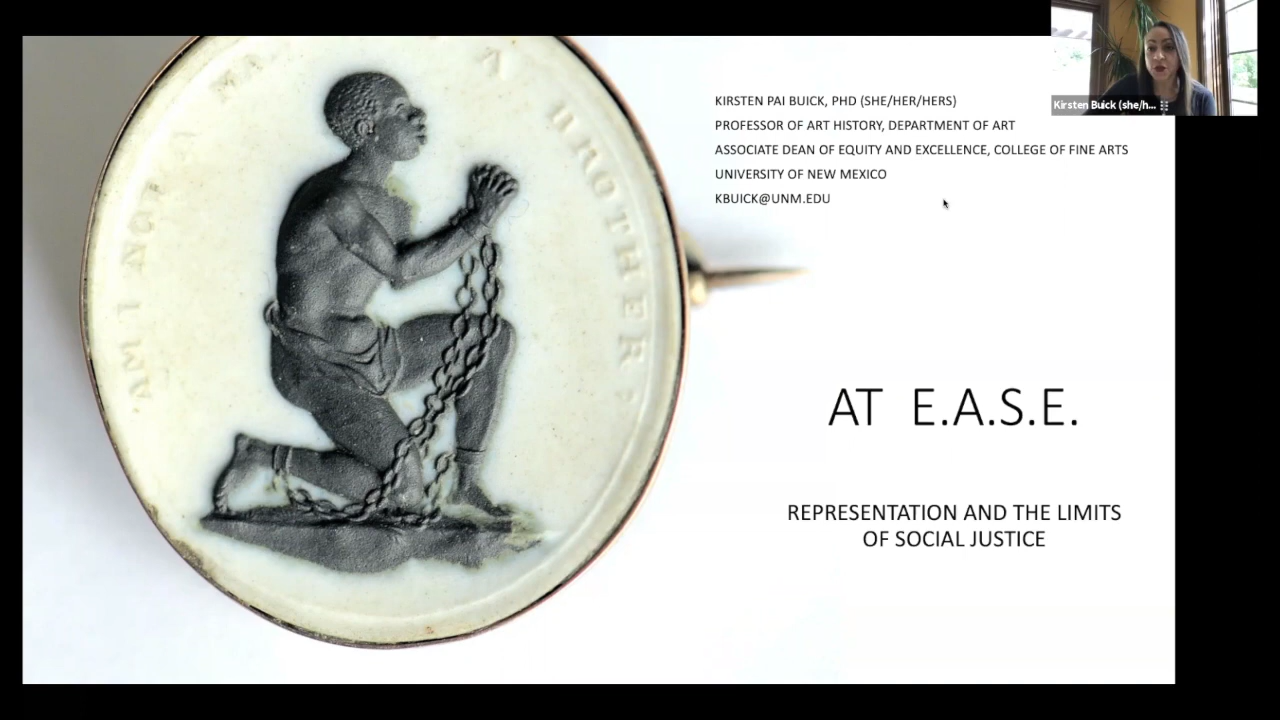 AM I NOT A MAN
A BROTHER?
KIRSTEN PAI BUICK, PHD (SHE/HER/HERS)
PROFESSOR OF ART HISTORY, DEPARTMENT OF ART
ASSOCIATE DEAN OF EQUITY AND EXCELLENCE, COLLEGE OF FINE ARTS
UNIVERSITY OF NEW MEXICO
KBUICK@UNM.EDU
Kirsten Buick (she/h...
AT E.A.S.E.
REPRESENTATION AND THE LIMITS
OF SOCIAL JUSTICE